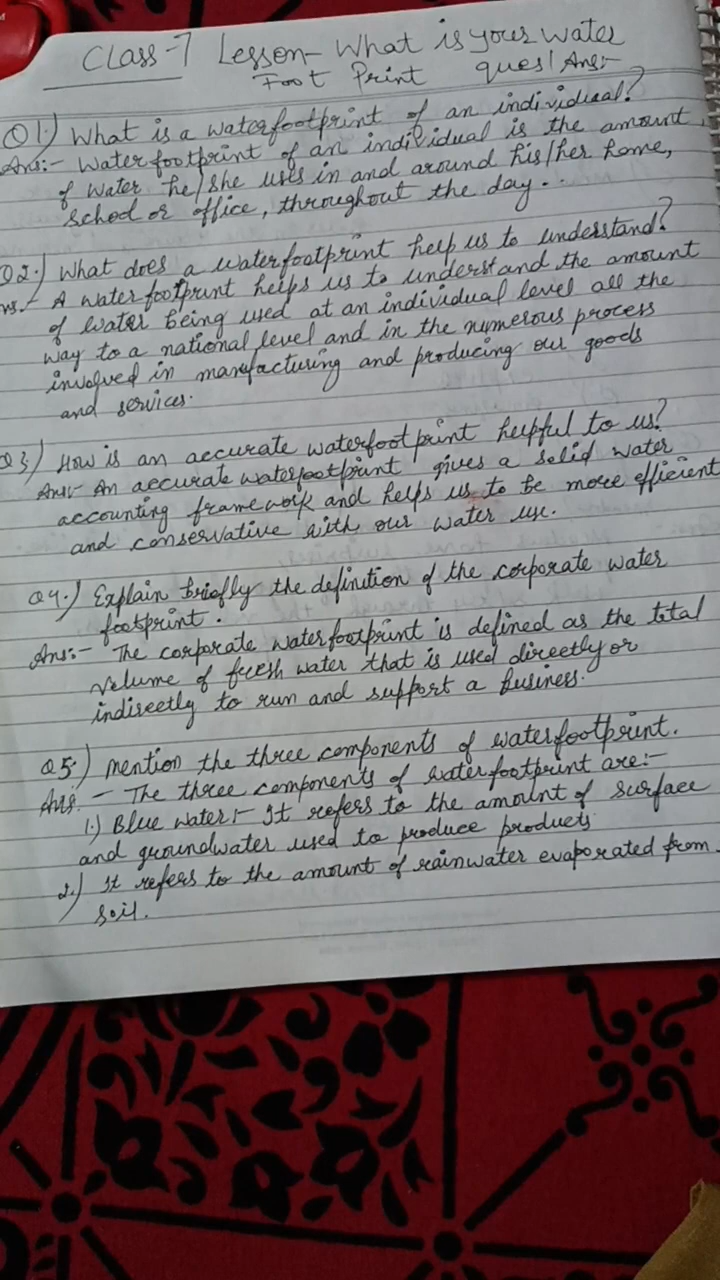 Class-7 Lesson- What is your water
Foot Print ques/Ans:-
Q1.) What is a waterfootprint of an individual?
Ans:- Waterfootprint of an individual is the amount
of water he/she uses in and around his/her home,
school or office, throughout the day..
Q2.) What does a waterfootprint help us to understand?
Ans.- A waterfootprint helps us to understand the amount
of water being used at an individual level all the
way to a national level and in the numerous process
involved in manufacturing and producing our goods
and services.
Q3) How is an accurate waterfootprint helpful to us?
Ans- An accurate waterfootprint gives a solid water
accounting framework and helps us to be more efficient
and conservative with our water use.
Q4.) Explain briefly the definition of the corporate water
footprint.
Ans:- The corporate waterfootprint is defined as the total
volume of fresh water that is used directly or
indirectly to run and support a business.
Q5.) mention the three components of waterfootprint.
Ans.- The three components of waterfootprint are:-
1.) Blue water:- It refers to the amount of surface
and groundwater used to produce products
2.) It refers to the amount of rainwater evaporated from
soil.